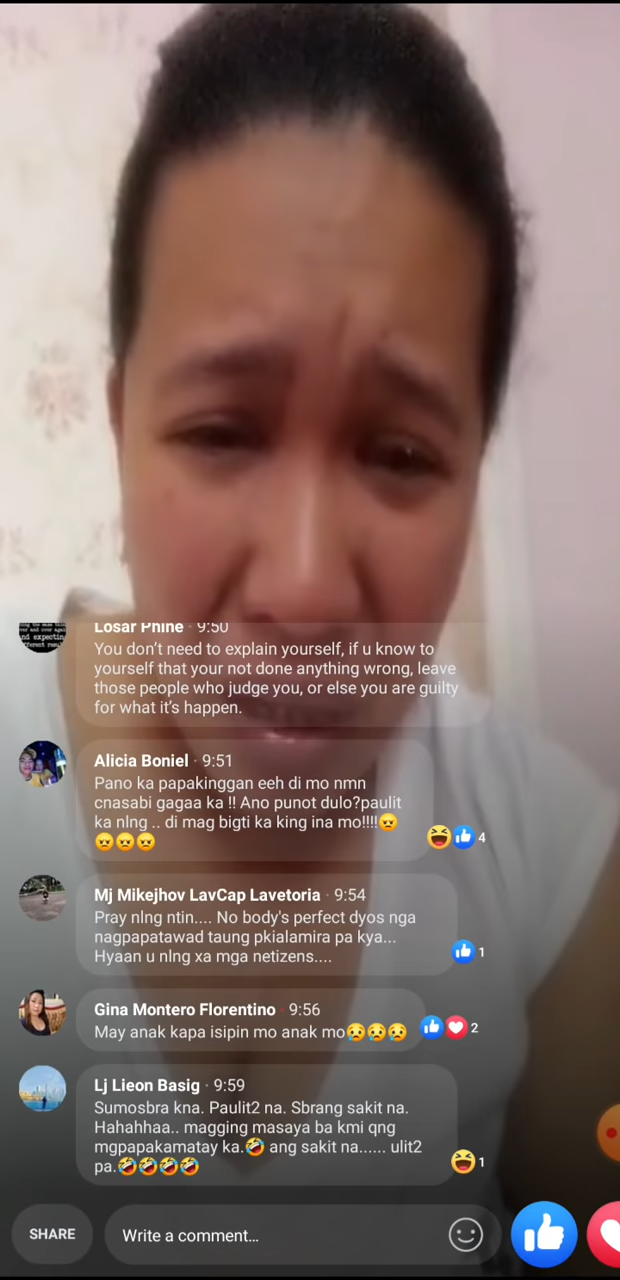 Losar Phine · 9:50
You don't need to explain yourself, if u know to
yourself that your not done anything wrong, leave
those people who judge you, or else you are guilty
for what it's happen.
Alicia Boniel · 9:51
Pano ka papakinggan eeh di mo nmn
cnasabi gagaa ka !! Ano punot dulo?paulit
ka nlng .. di mag bigti ka king ina mo!!!!😠
😠😠😠
4
Mj Mikejhov LavCap Lavetoria · 9:54
Pray nlng ntin.... No body's perfect dyos nga
nagpapatawad taung pkialamira pa kya...
Hyaan u nlng xa mga netizens....
1
Gina Montero Florentino · 9:56
May anak kapa isipin mo anak mo😥😥😥
2
Lj Lieon Basig · 9:59
Sumosbra kna. Paulit2 na. Sbrang sakit na.
Hahahhaa.. magging masaya ba kmi qng
mgpapakamatay ka.🤣 ang sakit na...... ulit2
pa.🤣🤣🤣🤣
1
SHARE
Write a comment...